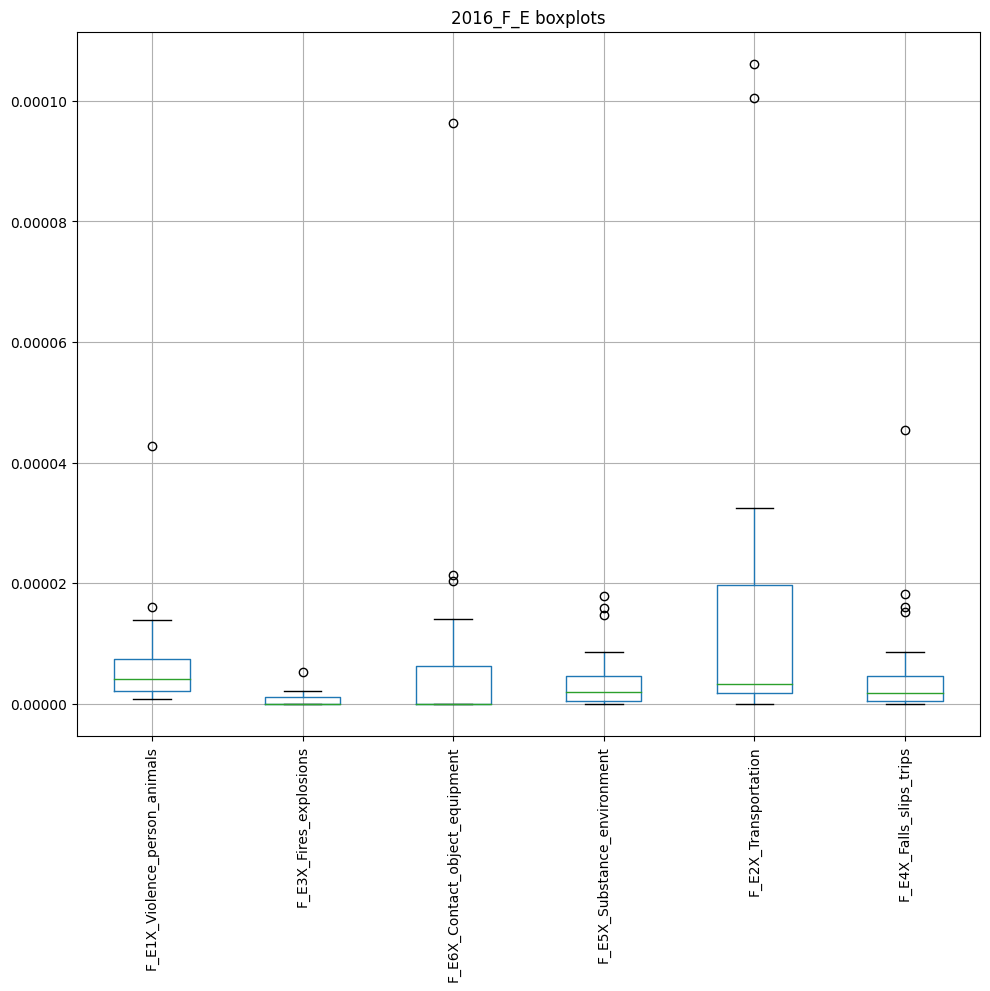 2016_F_E boxplots
0.00010
0.00008
0.00006
0.00004
0.00002
0.00000
F_E1X_Violence_person_animals
F_E3X_Fires_explosions
F_E6X_Contact_object_equipment
F_E5X_Substance_environment
F_E2X_Transportation
F_E4X_Falls_slips_trips